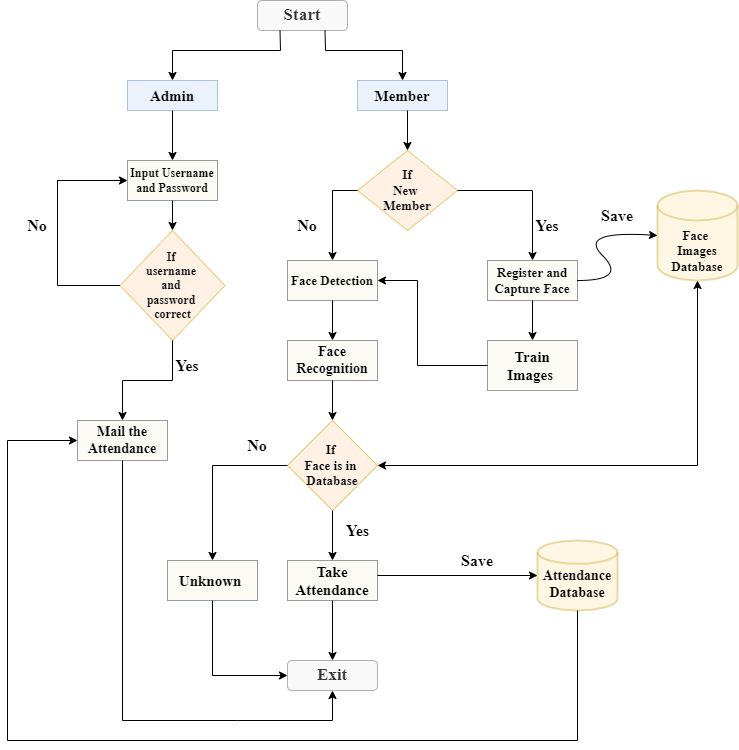 Start
Admin
Member
Input Username
and Password
If
New
Member
No
No
Yes
Save
Face
Images
Database
If
username
and
password
correct
Face Detection
Register and
Capture Face
Yes
Face
Recognition
Train
Images
Mail the
Attendance
No
If
Face is in
Database
Yes
Unknown
Take
Attendance
Save
Attendance
Database
Exit